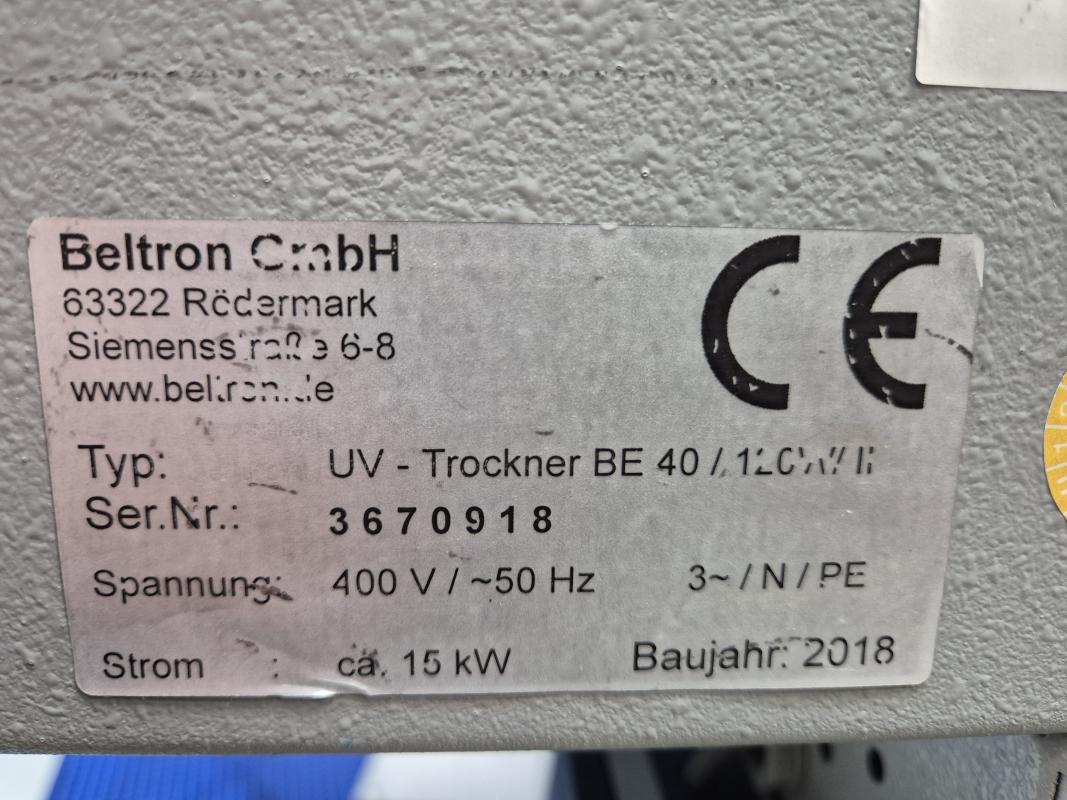 Beltron GmbH
63322 Rödermark
Siemensstraße 6-8
www.beltron.de
CE
Typ: UV - Trockner BE 40 /
Ser.Nr.: 3670918
Spannung: 400 V / ~50 Hz 3~ / N / PE
Strom : ca. 15 kW Baujahr: 2018